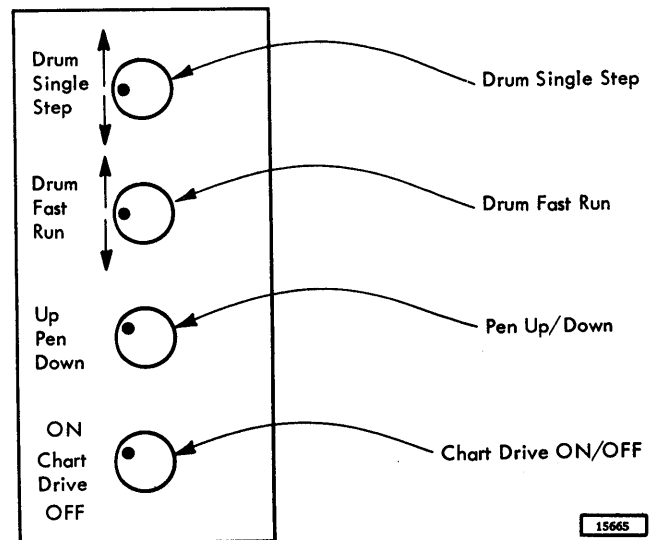 Drum
Single
Step
Drum Single Step
Drum
Fast
Run
Drum Fast Run
Up
Pen
Down
Pen Up/Down
ON
Chart
Drive
OFF
Chart Drive ON/OFF
15665